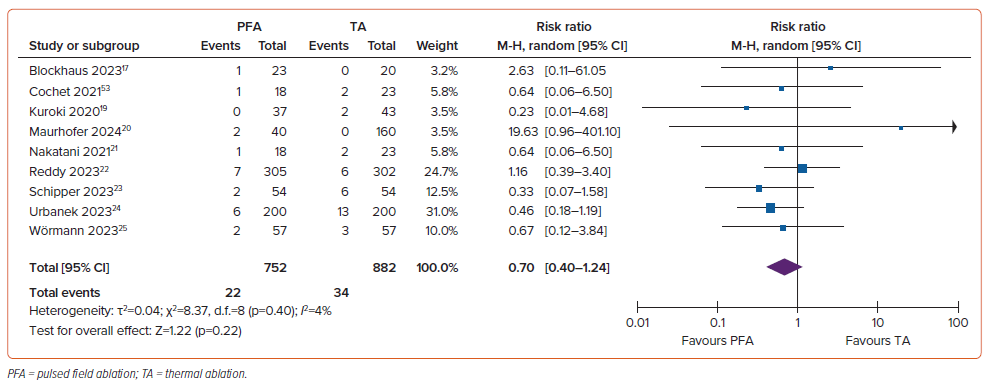 PFA TA Risk ratio Risk ratio
Study or subgroup Events Total Events Total Weight M-H, random [95% CI] M-H, random [95% CI]
Blockhaus 2023¹⁷ 1 23 0 20 3.2% 2.63 [0.11–61.05
Cochet 2021⁵³ 1 18 2 23 5.8% 0.64 [0.06–6.50]
Kuroki 2020¹⁹ 0 37 2 43 3.5% 0.23 [0.01–4.68]
Maurhofer 2024²⁰ 2 40 0 160 3.5% 19.63 [0.96–401.10]
Nakatani 2021²¹ 1 18 2 23 5.8% 0.64 [0.06–6.50]
Reddy 2023²² 7 305 6 302 24.7% 1.16 [0.39–3.40]
Schipper 2023²³ 2 54 6 54 12.5% 0.33 [0.07–1.58]
Urbanek 2023²⁴ 6 200 13 200 31.0% 0.46 [0.18–1.19]
Wörmann 2023²⁵ 2 57 3 57 10.0% 0.67 [0.12–3.84]
Total [95% CI] 752 882 100.0% 0.70 [0.40–1.24]
Total events 22 34
Heterogeneity: τ²=0.04; χ²=8.37, d.f.=8 (p=0.40); I²=4%
Test for overall effect: Z=1.22 (p=0.22)
0.01 0.1 1 10 100
Favours PFA Favours TA
PFA = pulsed field ablation; TA = thermal ablation.